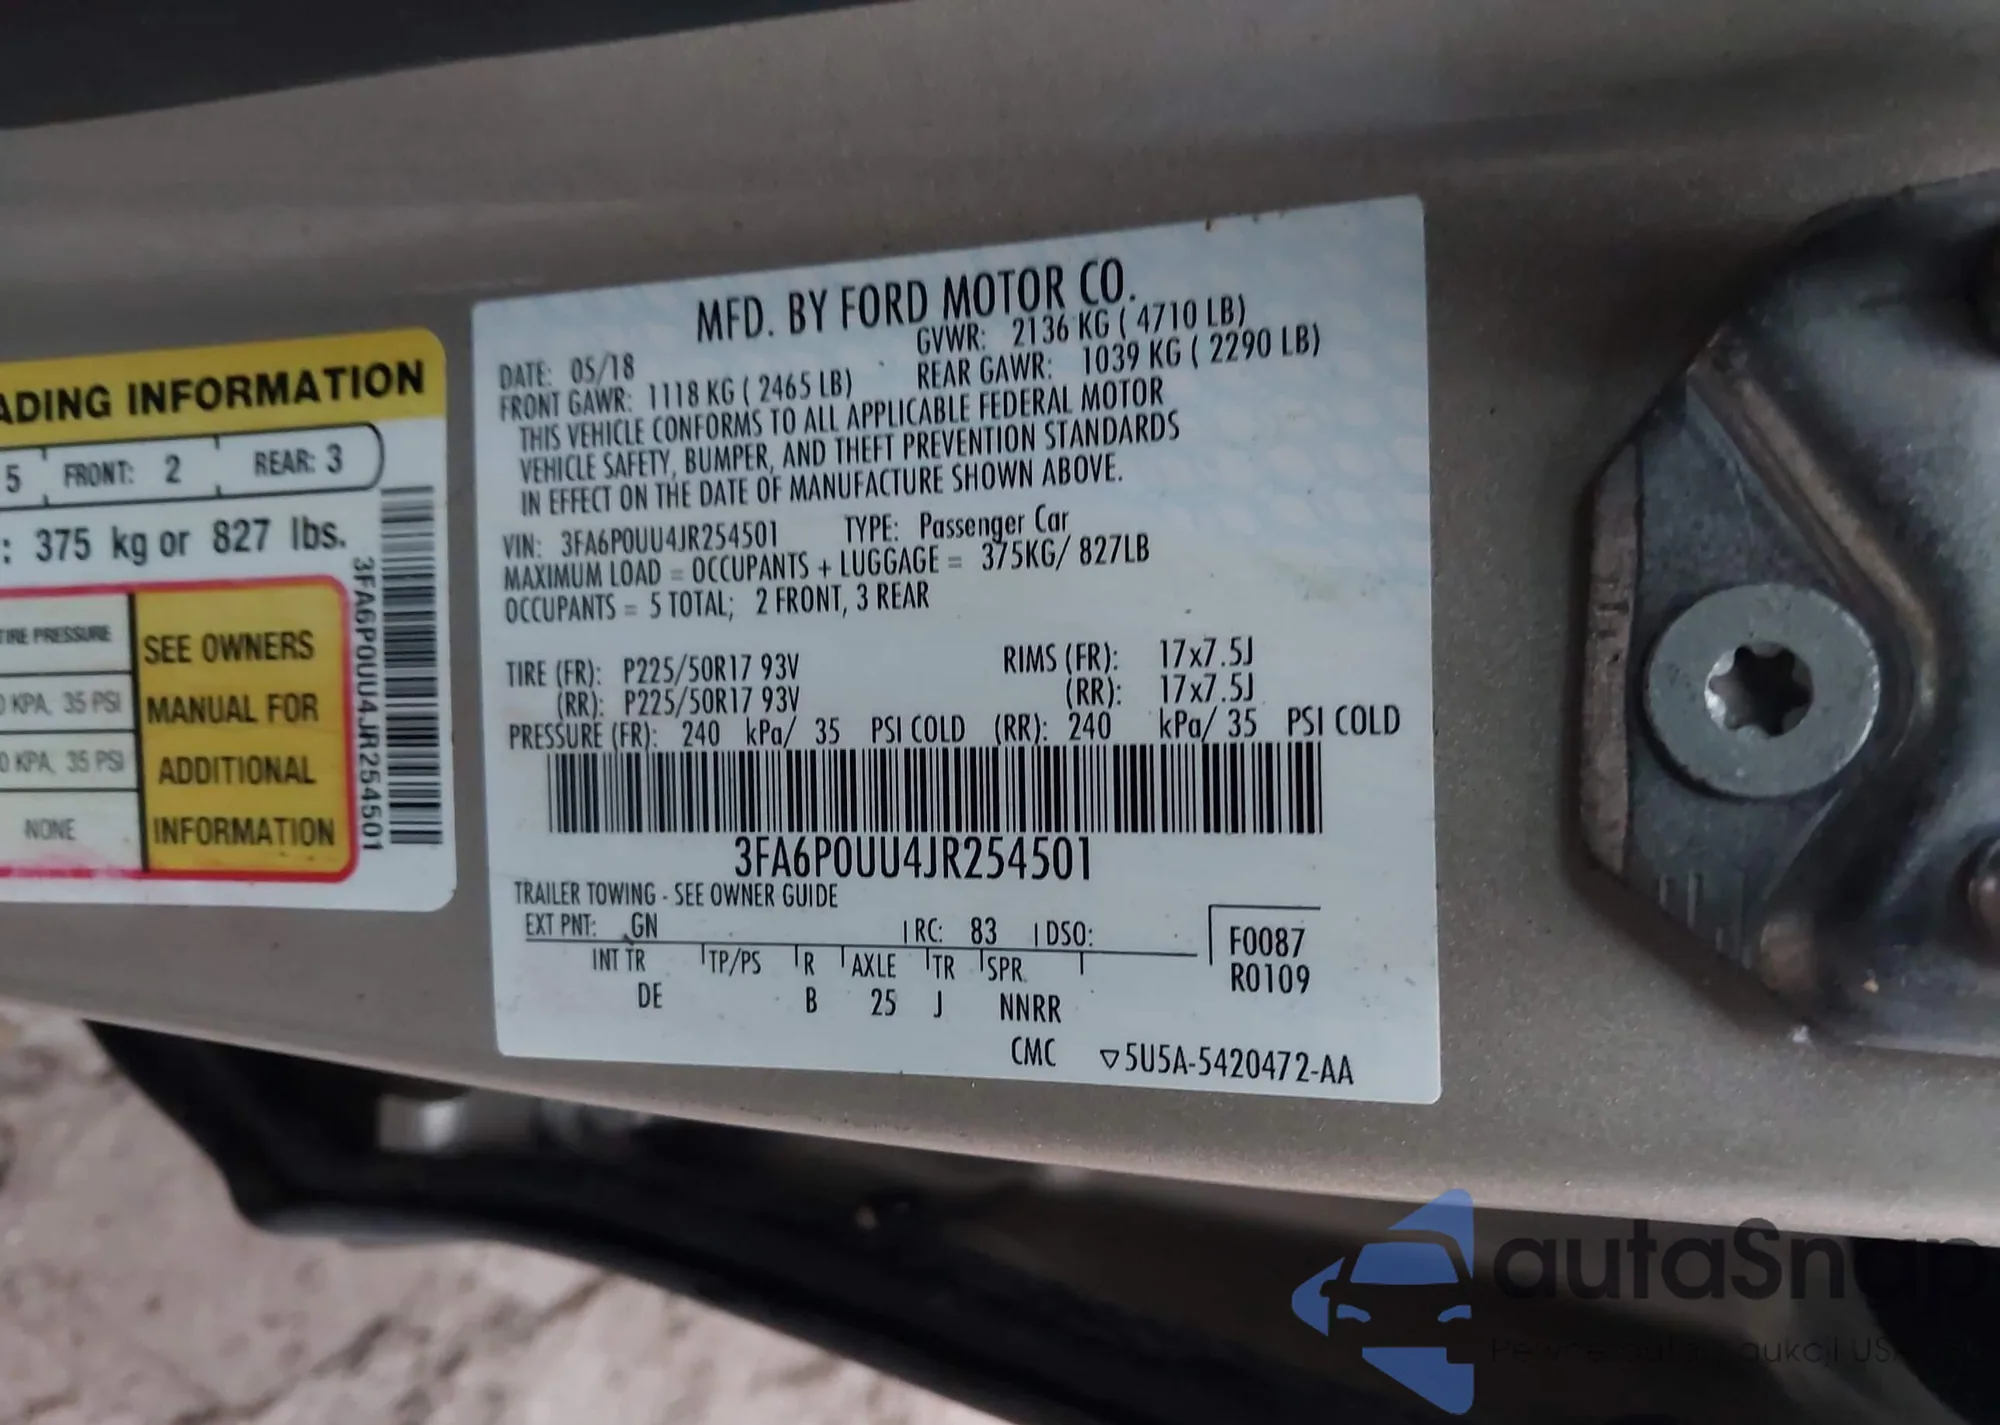 ADING INFORMATION
5 FRONT: 2 REAR: 3
: 375 kg or 827 lbs.
TIRE PRESSURE
0 KPA, 35 PSI
0 KPA, 35 PSI
NONE
SEE OWNERS
MANUAL FOR
ADDITIONAL
INFORMATION
3FA6P0UU4JR254501
MFD. BY FORD MOTOR CO.
DATE: 05/18 GVWR: 2136 KG ( 4710 LB)
FRONT GAWR: 1118 KG ( 2465 LB) REAR GAWR: 1039 KG ( 2290 LB)
THIS VEHICLE CONFORMS TO ALL APPLICABLE FEDERAL MOTOR
VEHICLE SAFETY, BUMPER, AND THEFT PREVENTION STANDARDS
IN EFFECT ON THE DATE OF MANUFACTURE SHOWN ABOVE.
VIN: 3FA6P0UU4JR254501 TYPE: Passenger Car
MAXIMUM LOAD = OCCUPANTS + LUGGAGE = 375KG/ 827LB
OCCUPANTS = 5 TOTAL; 2 FRONT, 3 REAR
TIRE (FR): P225/50R17 93V RIMS (FR): 17x7.5J
(RR): P225/50R17 93V (RR): 17x7.5J
PRESSURE (FR): 240 kPa/ 35 PSI COLD (RR): 240 kPa/ 35 PSI COLD
3FA6P0UU4JR254501
TRAILER TOWING - SEE OWNER GUIDE
EXT PNT: GN RC: 83 DSO:
F0087
R0109
INT TR TP/PS R AXLE TR SPR
DE B 25 J NNRR
CMC ▽5U5A-5420472-AA
autaSnap
aukcji